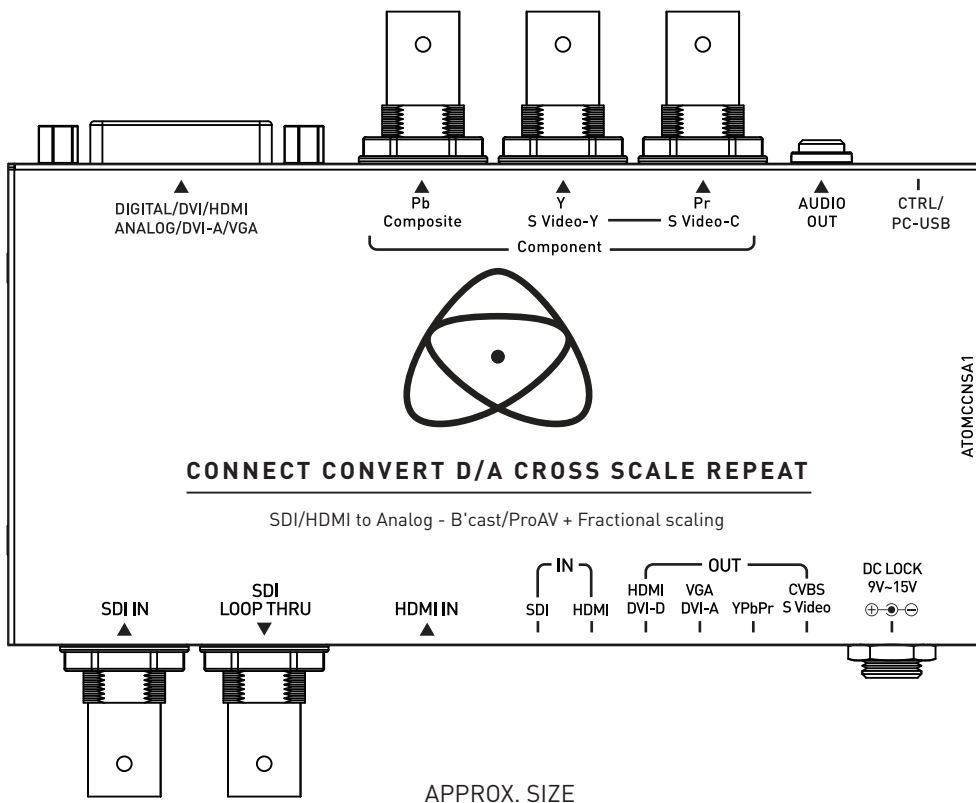 DIGITAL/DVI/HDMI
ANALOG/DVI-A/VGA
Pb
Composite
Y
S Video-Y
Pr
S Video-C
Component
AUDIO
OUT
CTRL/
PC-USB
ATOMCCNSA1
CONNECT CONVERT D/A CROSS SCALE REPEAT
SDI/HDMI to Analog - B'cast/ProAV + Fractional scaling
SDI IN
SDI
LOOP THRU
HDMI IN
IN
SDI
HDMI
OUT
HDMI
DVI-D
VGA
DVI-A
YPbPr
CVBS
S Video
DC LOCK
9V~15V
APPROX. SIZE